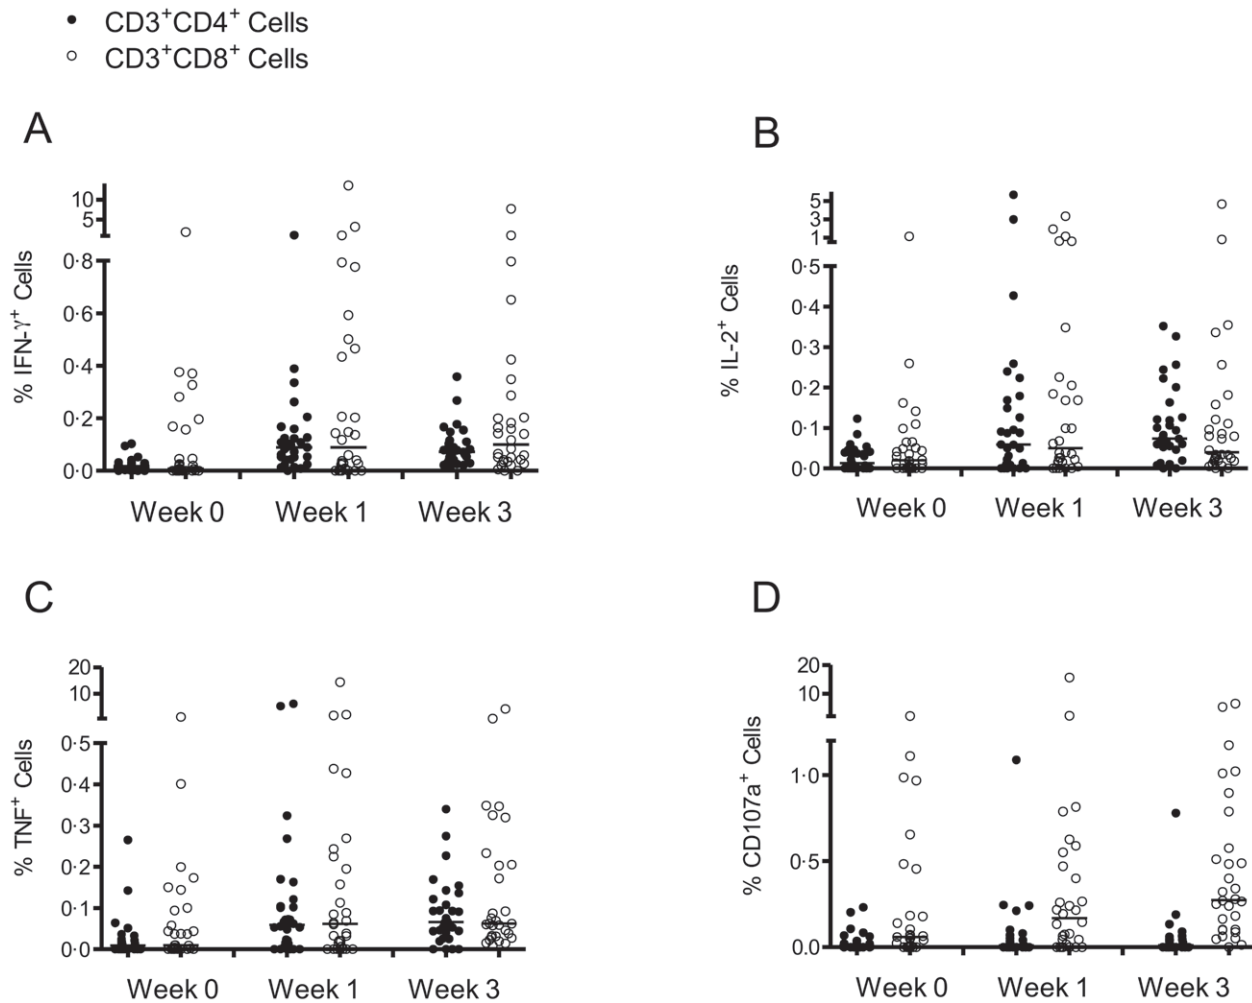 CD3⁺CD4⁺ Cells
CD3⁺CD8⁺ Cells
A
% IFN-γ⁺ Cells
10
5
0·8
0·6
0·4
0·2
0·0
Week 0 Week 1 Week 3
B
% IL-2⁺ Cells
5
3
1
0·5
0·4
0·3
0·2
0·1
0·0
Week 0 Week 1 Week 3
C
% TNF⁺ Cells
20
10
0·5
0·4
0·3
0·2
0·1
0·0
Week 0 Week 1 Week 3
D
% CD107a⁺ Cells
20
10
1.0
0.5
0.0
Week 0 Week 1 Week 3